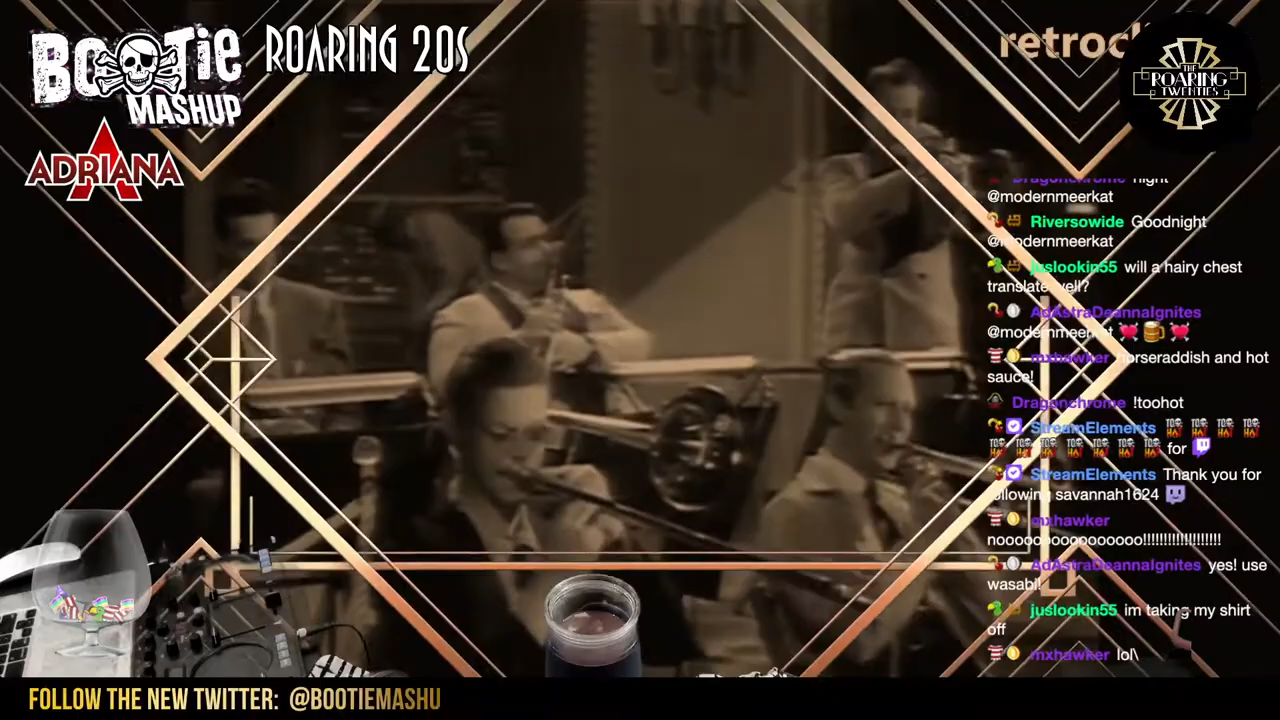 BOOTIE
MASHUP
ROARING 20S
ADRIANA
THE
ROARING
TWENTIES
Dragonchrome night
@modernmeerkat
Riversowide Goodnight
@modernmeerkat
juslookin55 will a hairy chest
translate well?
AdAstraDeannaIgnites
@modernmeerkat
mxhawker horseraddish and hot
sauce!
Dragonchrome !toohot
StreamElements
for
StreamElements Thank you for
following savannah1624
mxhawker
AdAstraDeannaIgnites yes! use
wasabi!
juslookin55 im taking my shirt
off
mxhawker lol\
FOLLOW THE NEW TWITTER: @BOOTIEMASHU